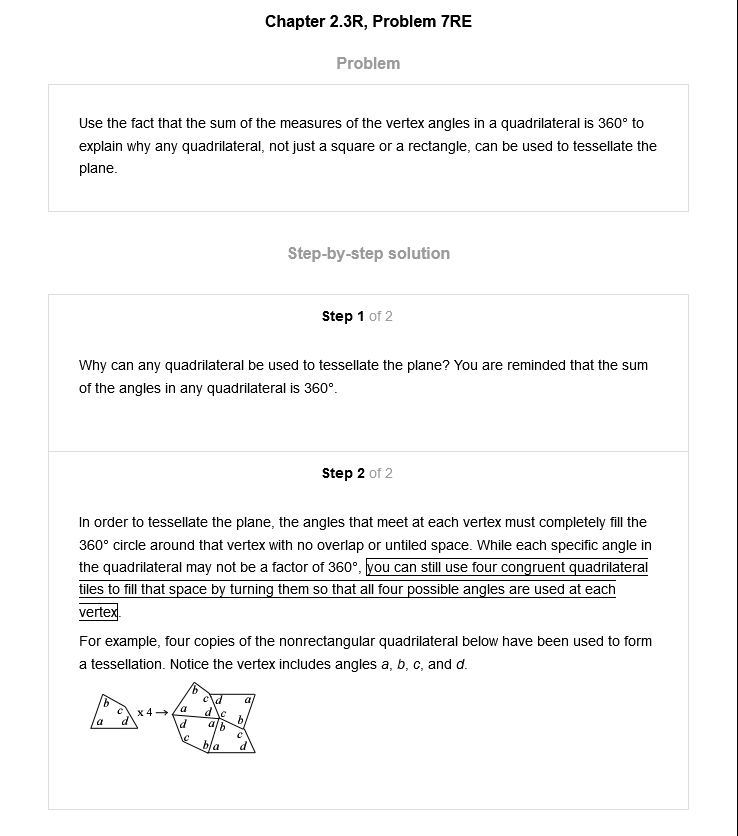 Chapter 2.3R, Problem 7RE
Problem
Use the fact that the sum of the measures of the vertex angles in a quadrilateral is 360° to
explain why any quadrilateral, not just a square or a rectangle, can be used to tessellate the
plane.
Step-by-step solution
Step 1 of 2
Why can any quadrilateral be used to tessellate the plane? You are reminded that the sum
of the angles in any quadrilateral is 360°.
Step 2 of 2
In order to tessellate the plane, the angles that meet at each vertex must completely fill the
360° circle around that vertex with no overlap or untiled space. While each specific angle in
the quadrilateral may not be a factor of 360°, you can still use four congruent quadrilateral
tiles to fill that space by turning them so that all four possible angles are used at each
vertex.
For example, four copies of the nonrectangular quadrilateral below have been used to form
a tessellation. Notice the vertex includes angles a, b, c, and d.
b
c d a
b
c x 4 → a d c b
a d d a b c
c b a d